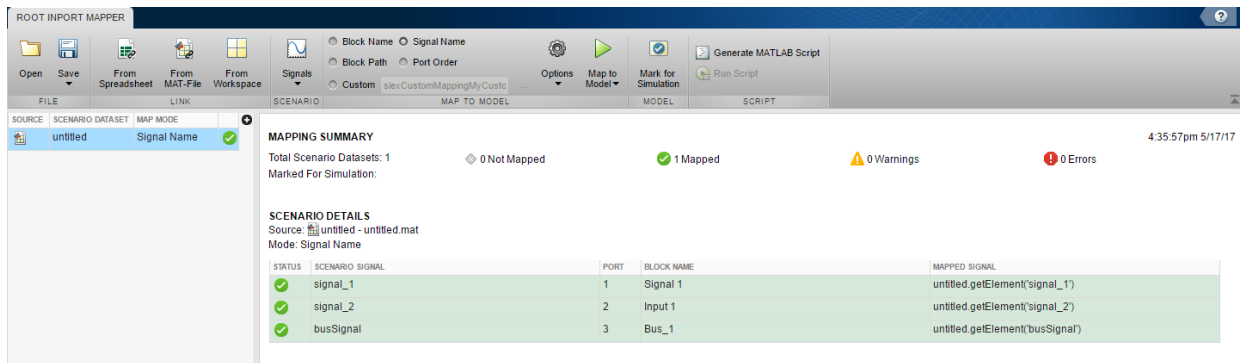 ROOT INPORT MAPPER
?
Block Name Signal Name
Block Path Port Order
Custom slexCustomMappingMyCusto ...
Open Save From Spreadsheet From MAT-File From Workspace Signals Options Map to Model Mark for Simulation
Generate MATLAB Script
Run Script
FILE LINK SCENARIO MAP TO MODEL MODEL SCRIPT
SOURCE SCENARIO DATASET MAP MODE
untitled Signal Name
MAPPING SUMMARY 4:35:57pm 5/17/17
Total Scenario Datasets: 1 0 Not Mapped 1 Mapped 0 Warnings 0 Errors
Marked For Simulation:
SCENARIO DETAILS
Source: untitled - untitled.mat
Mode: Signal Name
STATUS SCENARIO SIGNAL PORT BLOCK NAME MAPPED SIGNAL
signal_1 1 Signal 1 untitled.getElement('signal_1')
signal_2 2 Input 1 untitled.getElement('signal_2')
busSignal 3 Bus_1 untitled.getElement('busSignal')